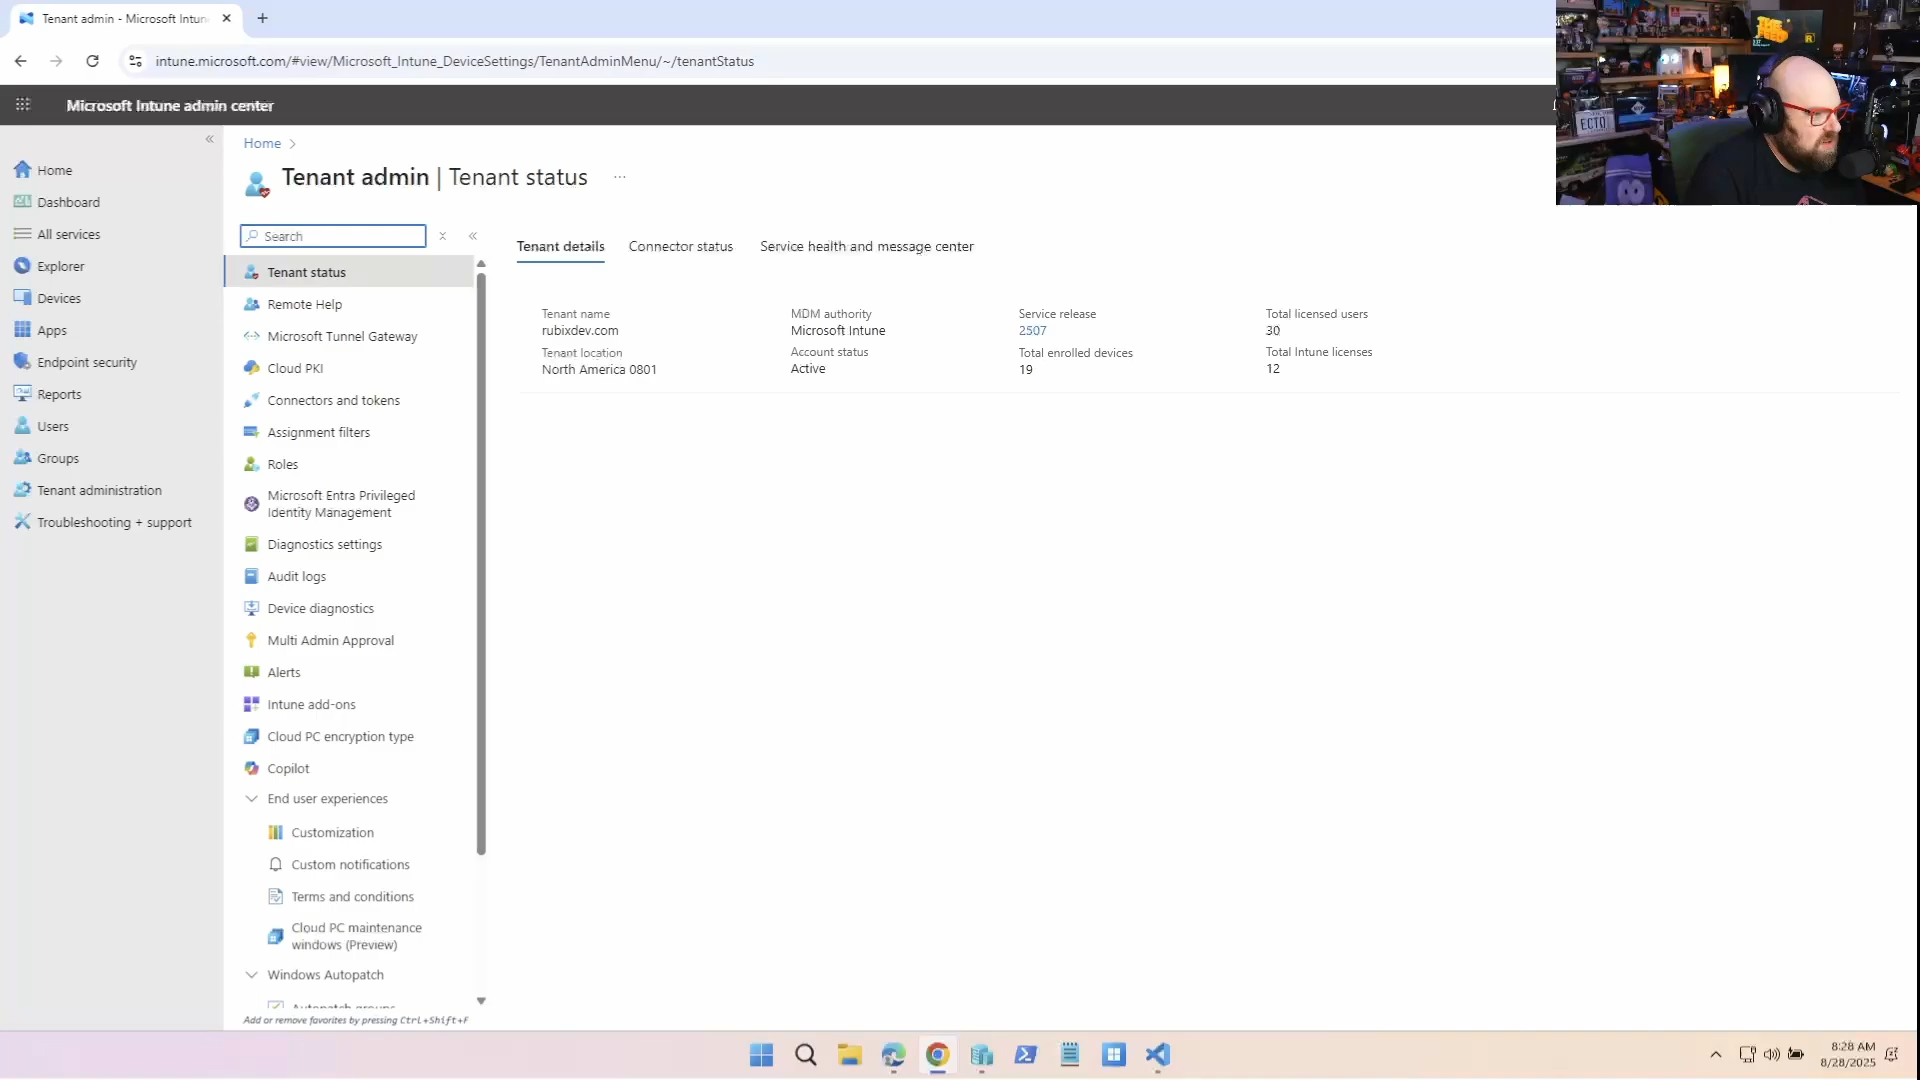 Tenant admin - Microsoft Intun
intune.microsoft.com/#view/Microsoft_Intune_DeviceSettings/TenantAdminMenu/~/tenantStatus
Microsoft Intune admin center
Home
Dashboard
All services
Explorer
Devices
Apps
Endpoint security
Reports
Users
Groups
Tenant administration
Troubleshooting + support
Home
Tenant admin | Tenant status
Search
Tenant status
Remote Help
Microsoft Tunnel Gateway
Cloud PKI
Connectors and tokens
Assignment filters
Roles
Microsoft Entra Privileged
Identity Management
Diagnostics settings
Audit logs
Device diagnostics
Multi Admin Approval
Alerts
Intune add-ons
Cloud PC encryption type
Copilot
End user experiences
Customization
Custom notifications
Terms and conditions
Cloud PC maintenance
windows (Preview)
Windows Autopatch
Autopatch groups
Add or remove favorites by pressing Ctrl+Shift+F
Tenant details
Connector status
Service health and message center
Tenant name
rubixdev.com
Tenant location
North America 0801
MDM authority
Microsoft Intune
Account status
Active
Service release
2507
Total enrolled devices
19
Total licensed users
30
Total Intune licenses
12
ECTO
8:28 AM
8/28/2025